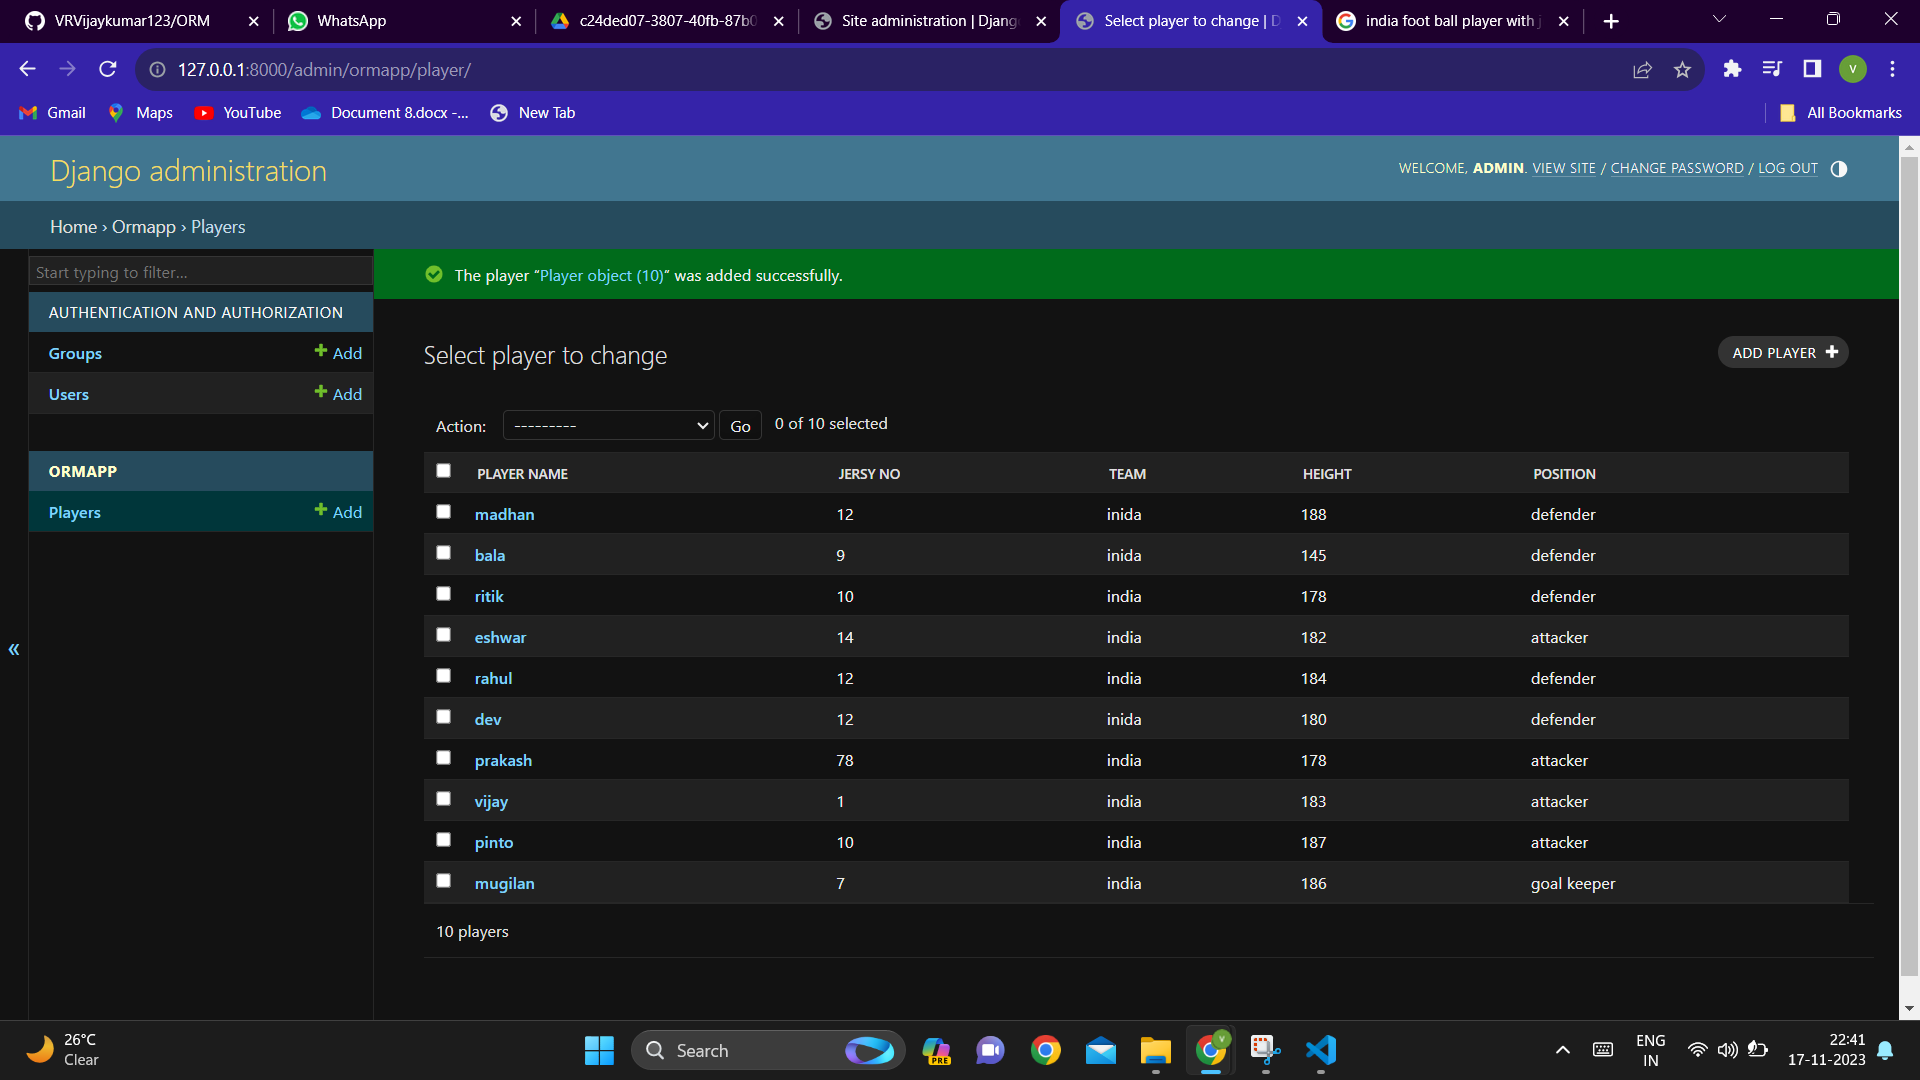 VRVijaykumar123/ORM
WhatsApp
c24ded07-3807-40fb-87b0
Site administration | Django
Select player to change | D
india foot ball player with j
127.0.0.1:8000/admin/ormapp/player/
V
Gmail
Maps
YouTube
Document 8.docx -...
New Tab
All Bookmarks
Django administration
WELCOME, ADMIN. VIEW SITE / CHANGE PASSWORD / LOG OUT
Home › Ormapp › Players
Start typing to filter...
The player “Player object (10)” was added successfully.
AUTHENTICATION AND AUTHORIZATION
Groups
Add
Users
Add
ORMAPP
Players
Add
Select player to change
ADD PLAYER
Action: --------- Go 0 of 10 selected
PLAYER NAME JERSY NO TEAM HEIGHT POSITION
madhan 12 inida 188 defender
bala 9 inida 145 defender
ritik 10 india 178 defender
eshwar 14 india 182 attacker
rahul 12 india 184 defender
dev 12 inida 180 defender
prakash 78 india 178 attacker
vijay 1 india 183 attacker
pinto 10 india 187 attacker
mugilan 7 india 186 goal keeper
10 players
«
26°C
Clear
Search
PRE
V
ENG
IN
22:41
17-11-2023